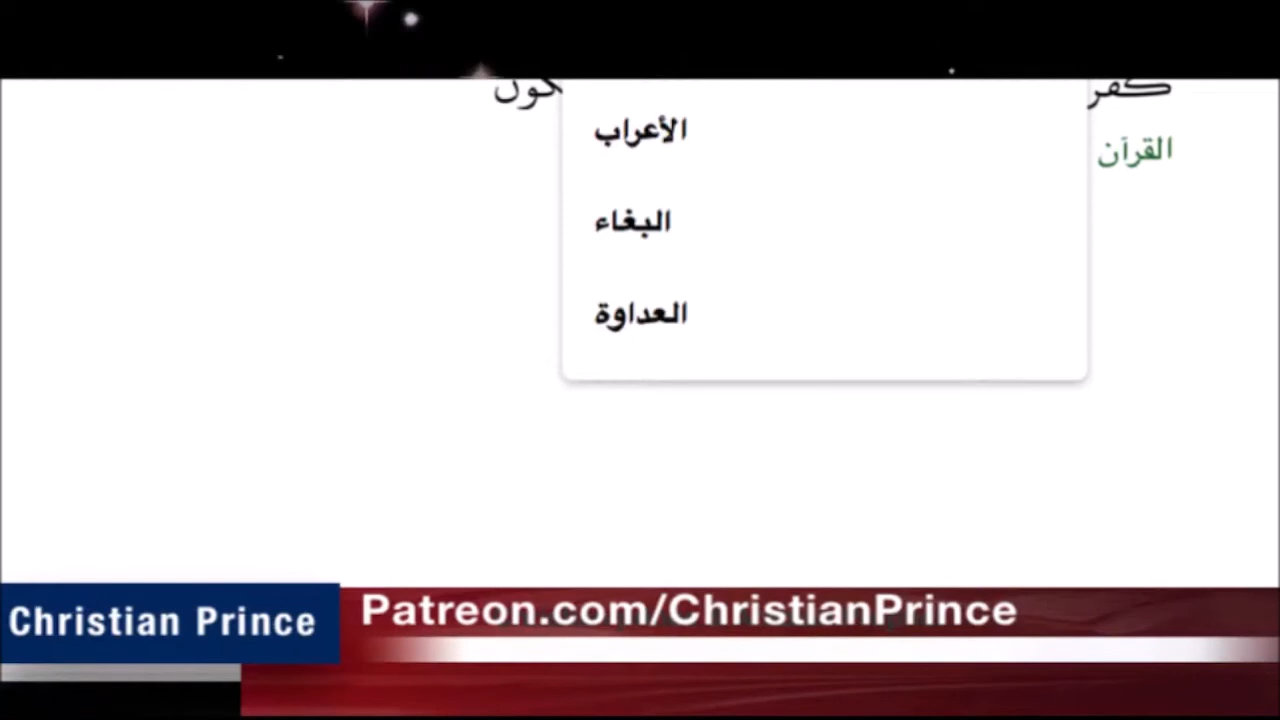 الأعراب
القرآن
البغاء
العداوة
Christian Prince
Patreon.com/ChristianPrince